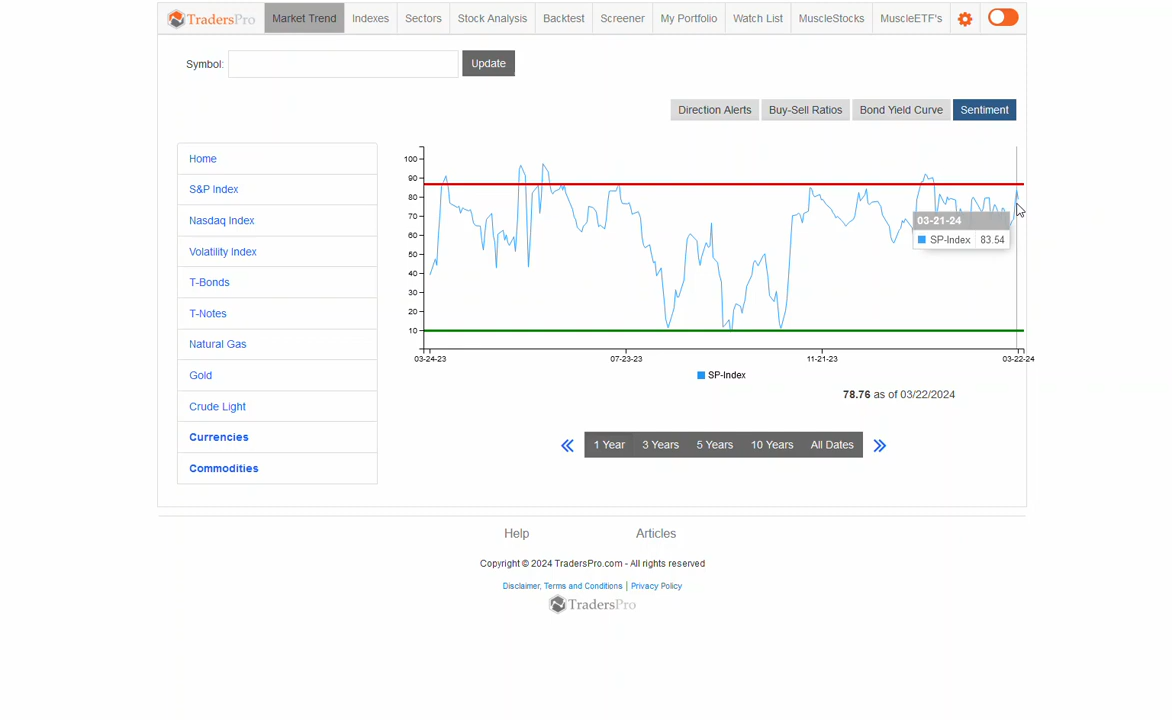 TradersPro Market Trend Indexes Sectors Stock Analysis Backtest Screener My Portfolio Watch List MuscleStocks MuscleETF's
Symbol: Update
Direction Alerts Buy-Sell Ratios Bond Yield Curve Sentiment
Home
S&P Index
Nasdaq Index
Volatility Index
T-Bonds
T-Notes
Natural Gas
Gold
Crude Light
Currencies
Commodities
100
90
80
70
60
50
40
30
20
10
03-21-24
SP-Index 83.54
03-24-23 07-23-23 11-21-23 03-22-24
SP-Index
78.76 as of 03/22/2024
« 1 Year 3 Years 5 Years 10 Years All Dates »
Help Articles
Copyright © 2024 TradersPro.com - All rights reserved
Disclaimer, Terms and Conditions | Privacy Policy
TradersPro